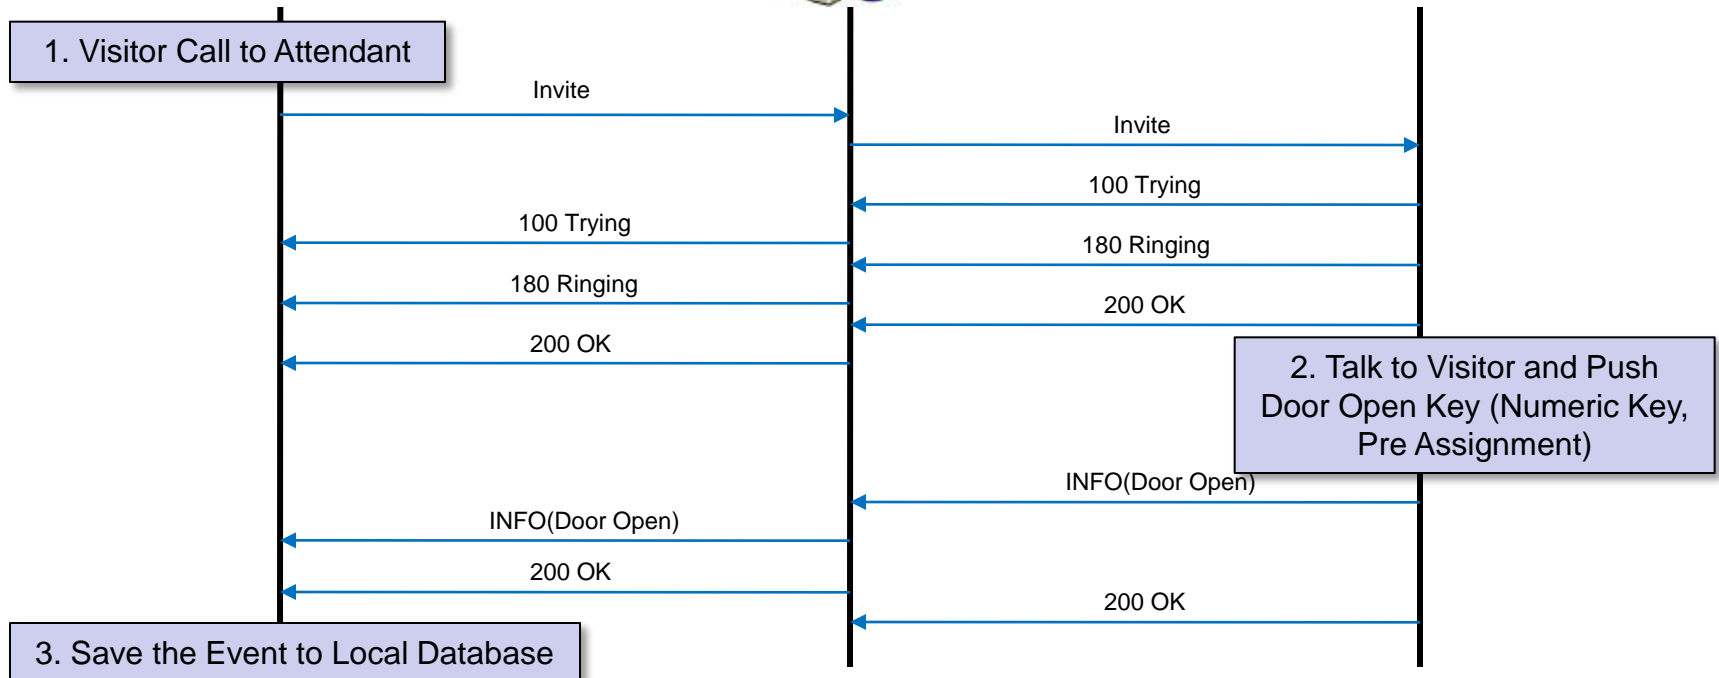 1. Visitor Call to Attendant
Invite
Invite
100 Trying
100 Trying
180 Ringing
180 Ringing
200 OK
200 OK
2. Talk to Visitor and Push
Door Open Key (Numeric Key,
Pre Assignment)
INFO(Door Open)
INFO(Door Open)
200 OK
200 OK
3. Save the Event to Local Database